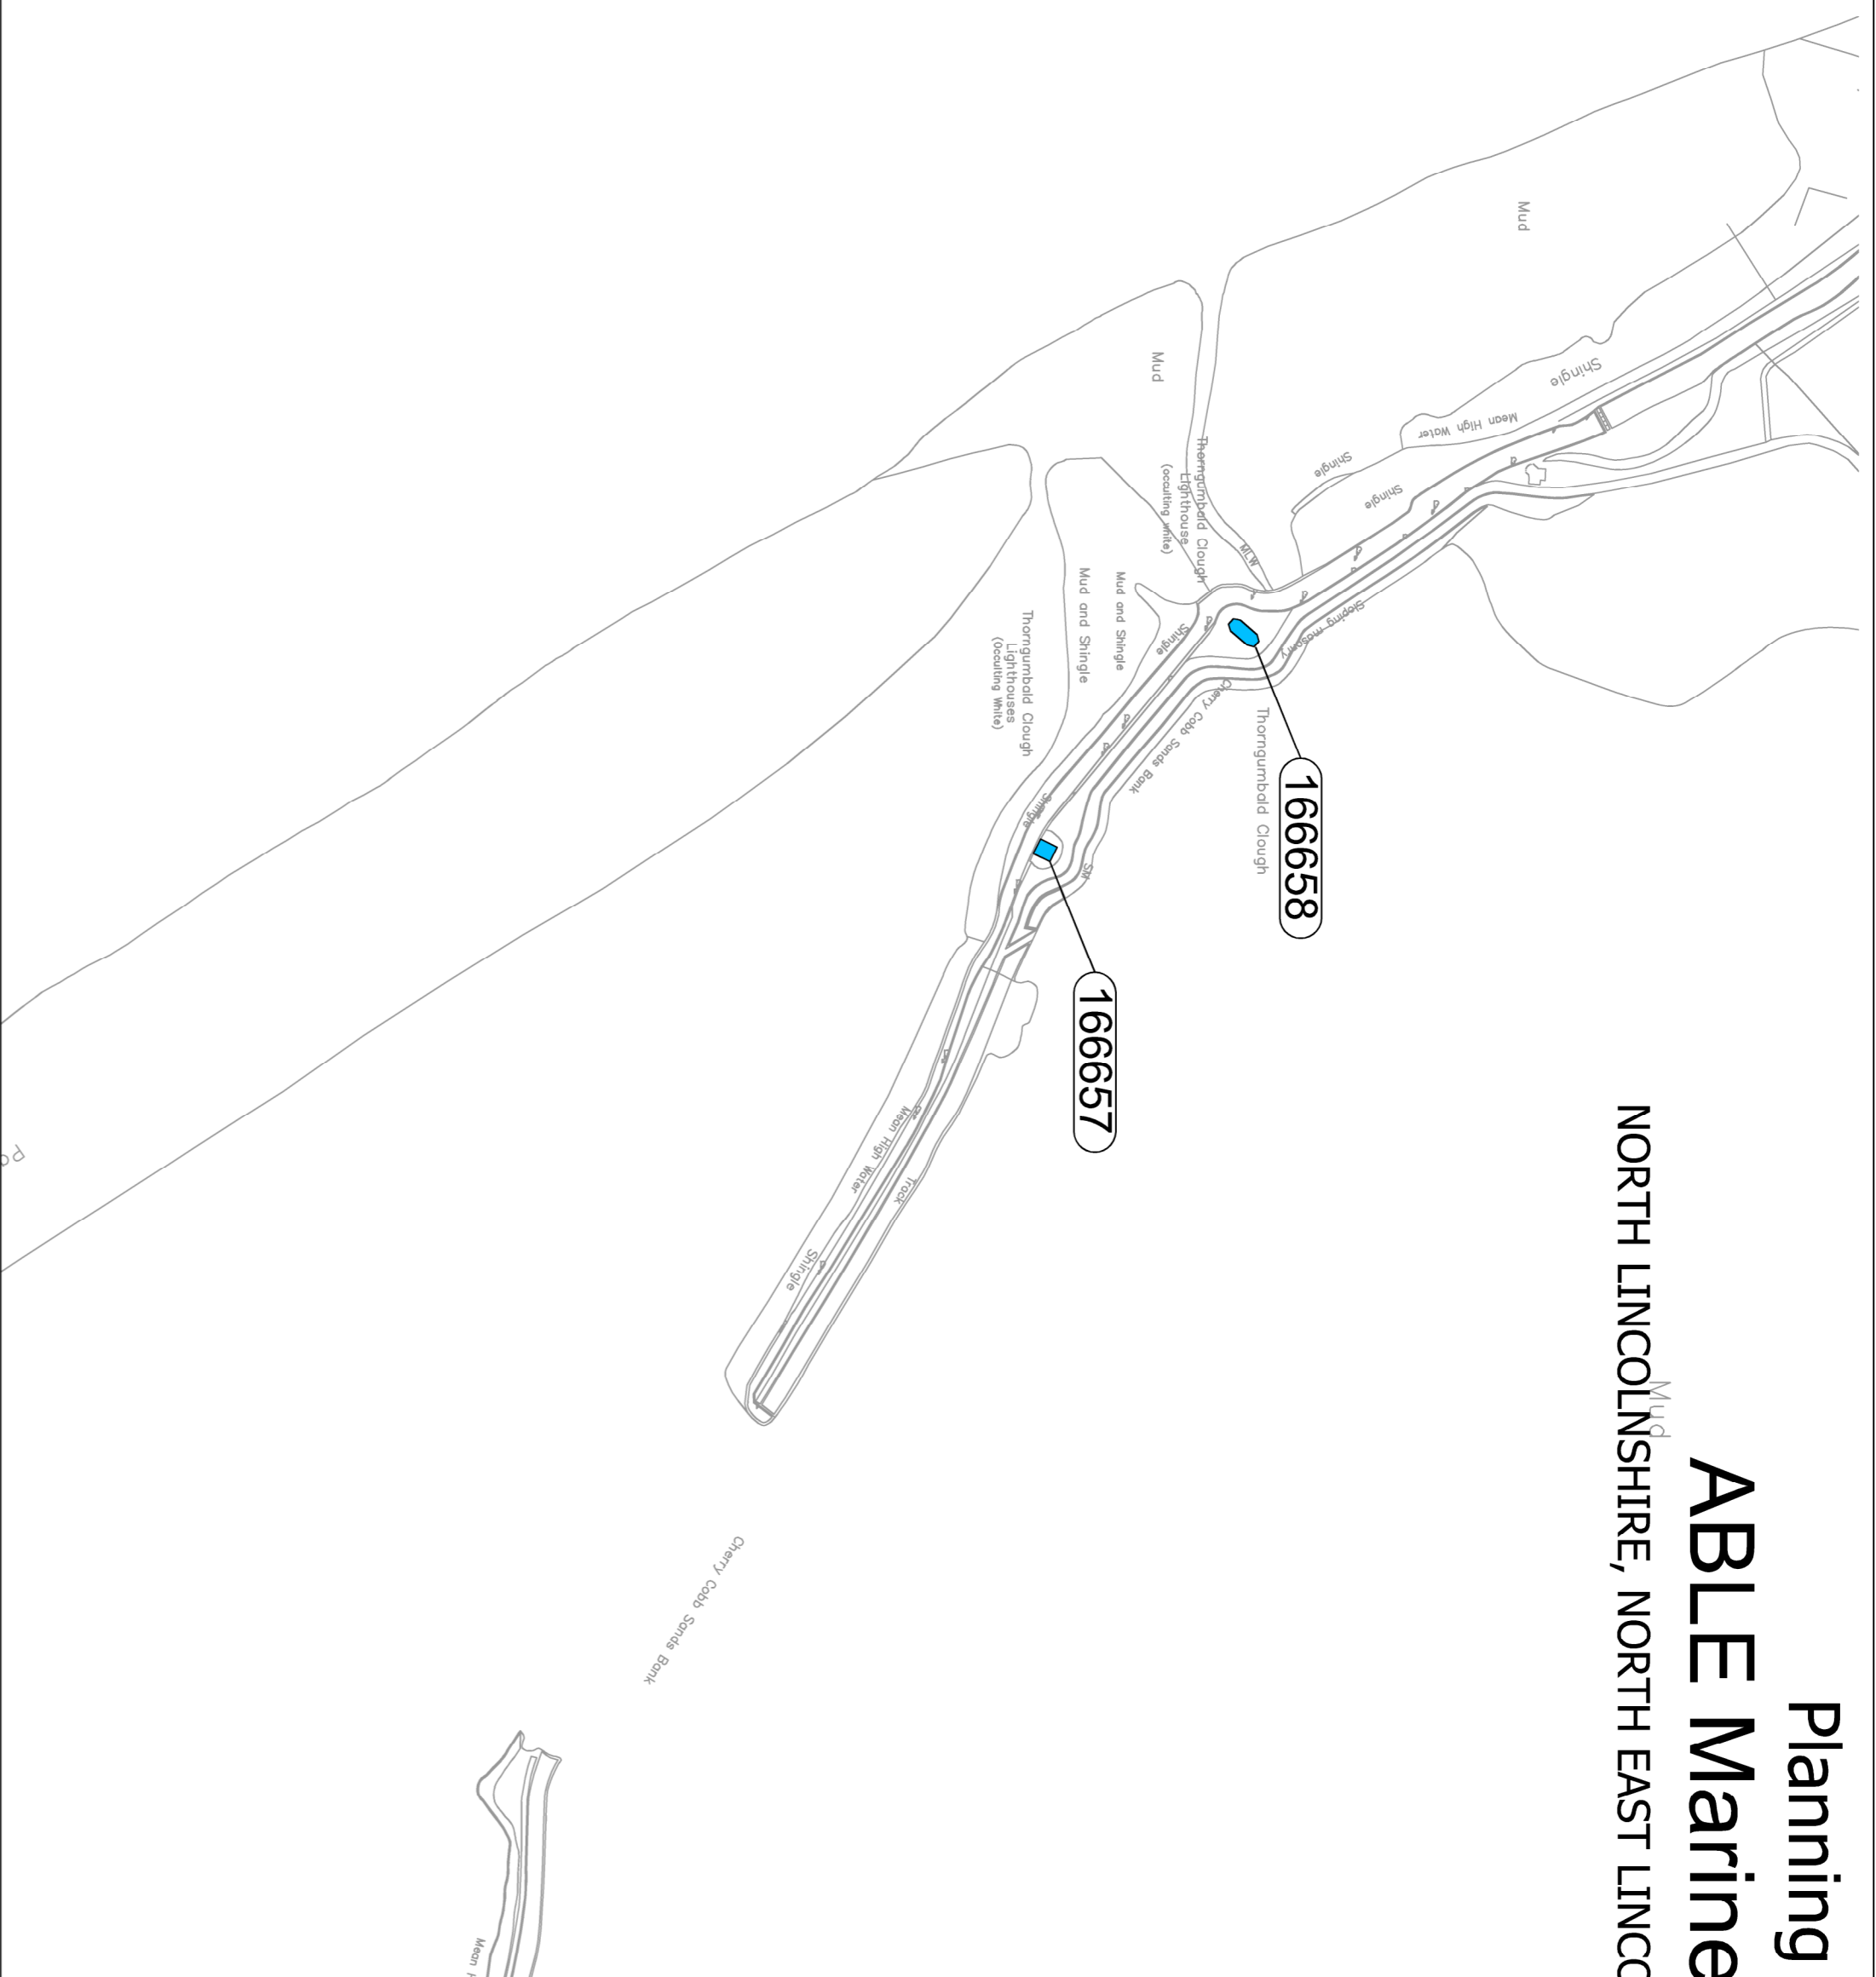 Planning
ABLE Marine
NORTH LINCOLNSHIRE, NORTH EAST LINCO
Mud
Mud
Shingle
Mean High Water
Shingle
Shingle
Mud
Thorngumbald Clough
Lighthouse
(occulting white)
MLW
Sloping masonry
166658
Thorngumbald Clough
Cherry Cobb Sands Bank
Shingle
Mud and Shingle
Mud and Shingle
Thorngumbald Clough
Lighthouses
(Occulting White)
Shingle
SM
166657
Mean High Water
Track
Shingle
Cherry Cobb Sands Bank
Mean H